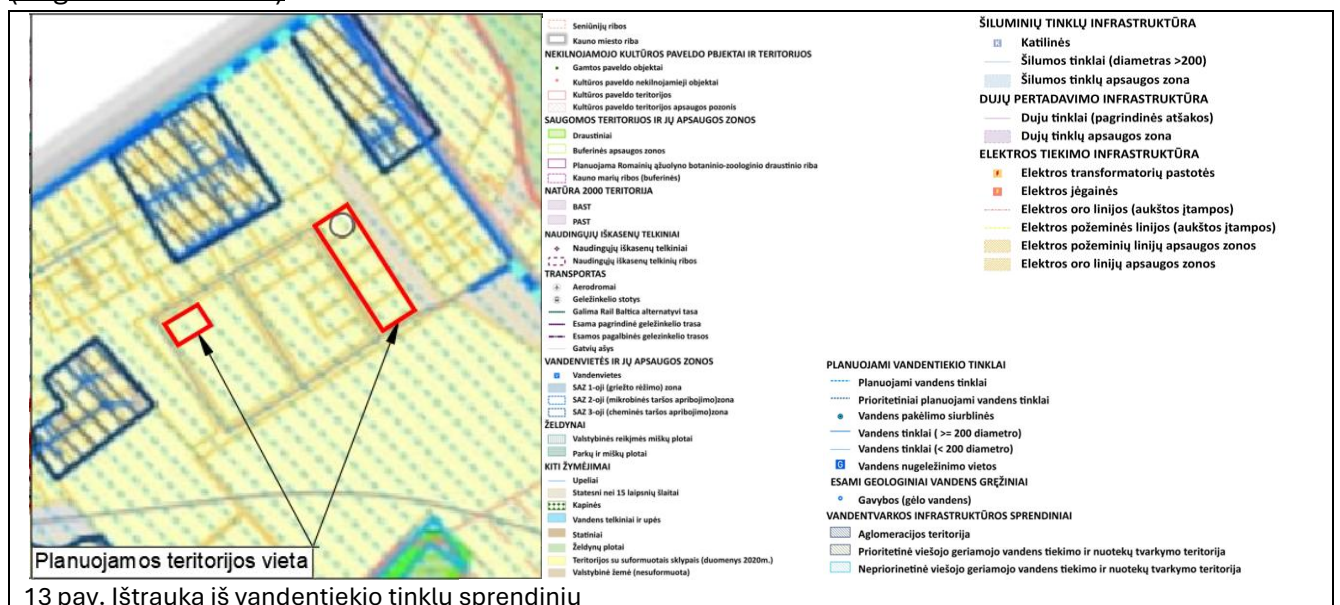 Planuojamos teritorijos vieta
Seniūnijų ribos
Kauno miesto riba
NEKILNOJAMOJO KULTŪROS PAVELDO PBJEKTAI IR TERITORIJOS
Gamtos paveldo objektai
Kultūros paveldo nekilnojamieji objektai
Kultūros paveldo teritorijos
Kultūros paveldo teritorijos apsaugos pozonis
SAUGOMOS TERITORIJOS IR JŲ APSAUGOS ZONOS
Draustiniai
Buferinės apsaugos zonos
Planuojama Romainių ąžuolyno botaninio-zoologinio draustinio riba
Kauno marių ribos (buferinės)
NATŪRA 2000 TERITORIJA
BAST
PAST
NAUDINGŲJŲ IŠKASENŲ TELKINIAI
Naudingųjų iškasenų telkiniai
Naudingųjų iškasenų telkinių ribos
TRANSPORTAS
Aerodromai
Geležinkelio stotys
Galima Rail Baltica alternatyvi tasa
Esama pagrindinė geležinkelio trasa
Esamos pagalbinės gelezinkelio trasos
Gatvių ašys
VANDENVIETĖS IR JŲ APSAUGOS ZONOS
Vandenvietes
SAZ 1-oji (griežto rėžimo) zona
SAZ 2-oji (mikrobinės taršos apribojimo)zona
SAZ 3-oji (cheminės taršos apribojimo)zona
ŽELDYNAI
Valstybinės reikįmės miškų plotai
Parkų ir miškų plotai
KITI ŽYMĖJIMAI
Upeliai
Statesni nei 15 laipsnių šlaitai
Kapinės
Vandens telkiniai ir upės
Statiniai
Želdynų plotai
Teritorijos su suformuotais sklypais (duomenys 2020m.)
Valstybinė žemė (nesuformuota)
ŠILUMINIŲ TINKLŲ INFRASTRUKTŪRA
K
Katilinės
Šilumos tinklai (diametras >200)
Šilumos tinklų apsaugos zona
DUJŲ PERTADAVIMO INFRASTRUKTŪRA
Duju tinklai (pagrindinės atšakos)
Dujų tinklų apsaugos zona
ELEKTROS TIEKIMO INFRASTRUKTŪRA
Elektros transformatorių pastotės
Elektros jėgainės
Elektros oro linijos (aukštos įtampos)
Elektros požeminės linijos (aukštos įtampos)
Elektros požeminių linijų apsaugos zonos
Elektros oro linijų apsaugos zonos
PLANUOJAMI VANDENTIEKIO TINKLAI
Planuojami vandens tinklai
Prioritetiniai planuojami vandens tinklai
Vandens pakėlimo siurblinės
Vandens tinklai ( >= 200 diametro)
Vandens tinklai (< 200 diametro)
G Vandens nugeležinimo vietos
ESAMI GEOLOGINIAI VANDENS GRĘŽINIAI
Gavybos (gėlo vandens)
VANDENTVARKOS INFRASTRUKTŪROS SPRENDINIAI
Aglomeracijos teritorija
Prioritetinė viešojo geriamojo vandens tiekimo ir nuotekų tvarkymo teritorija
Nepriorinetinė viešojo geriamojo vandens tiekimo ir nuotekų tvarkymo teritorija
13 pav. Ištrauka iš vandentiekio tinklų sprendinių